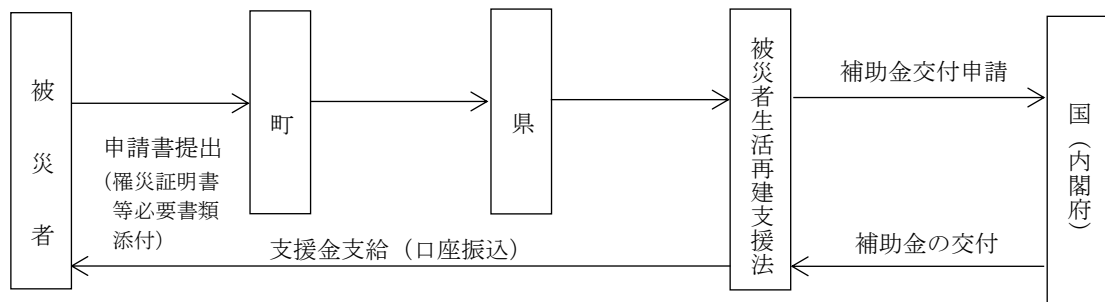 被災者
申請書提出
（罹災証明書
等必要書類
添付）
町
県
被災者生活再建支援法
補助金交付申請
国（内閣府）
補助金の交付
支援金支給（口座振込）